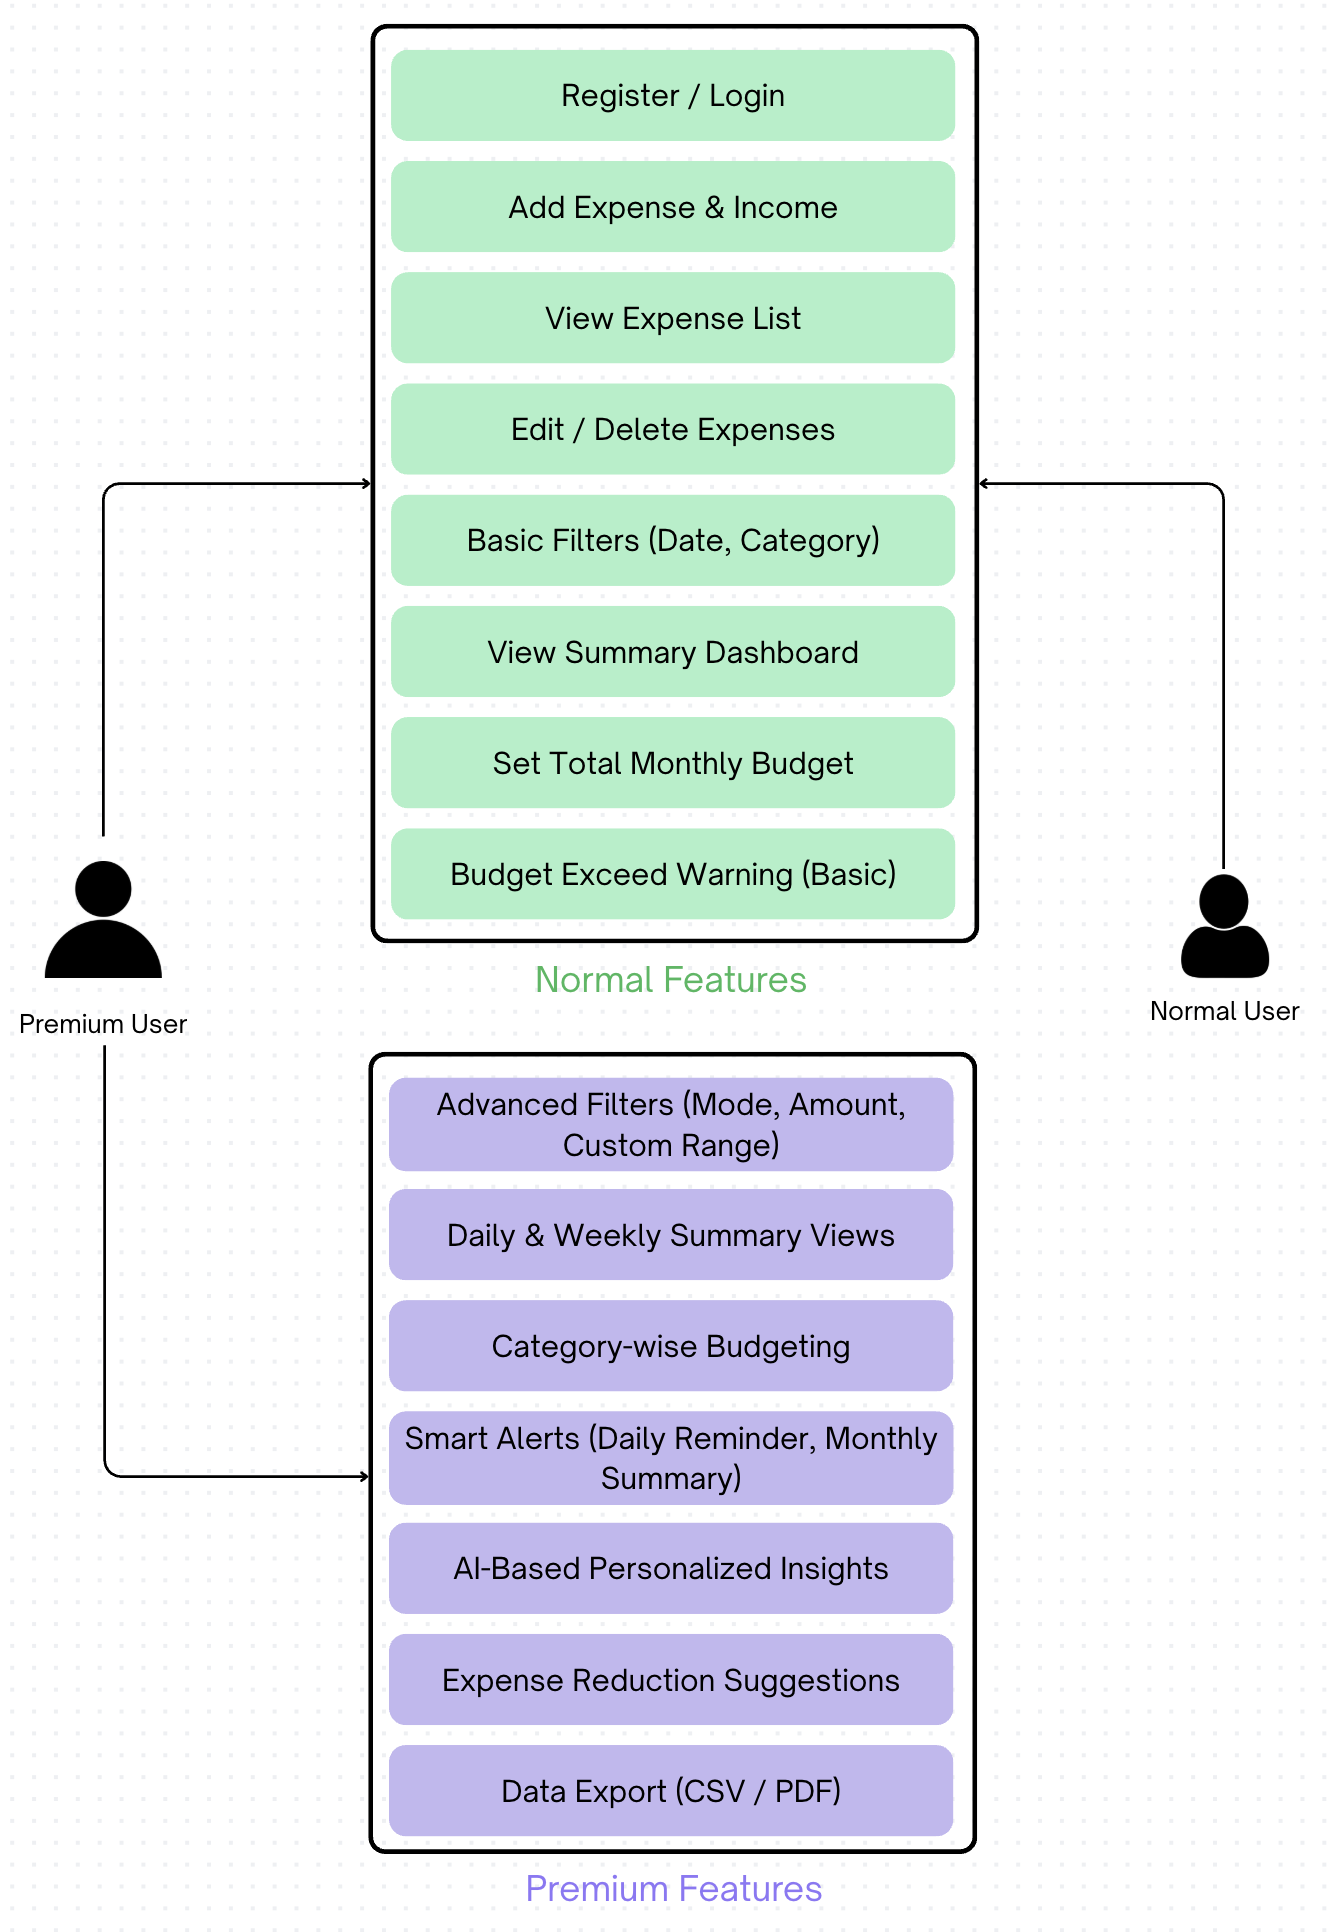 Register / Login
Add Expense & Income
View Expense List
Edit / Delete Expenses
Basic Filters (Date, Category)
View Summary Dashboard
Set Total Monthly Budget
Budget Exceed Warning (Basic)
Normal Features
Premium User
Normal User
Advanced Filters (Mode, Amount,
Custom Range)
Daily & Weekly Summary Views
Category-wise Budgeting
Smart Alerts (Daily Reminder, Monthly
Summary)
AI-Based Personalized Insights
Expense Reduction Suggestions
Data Export (CSV / PDF)
Premium Features